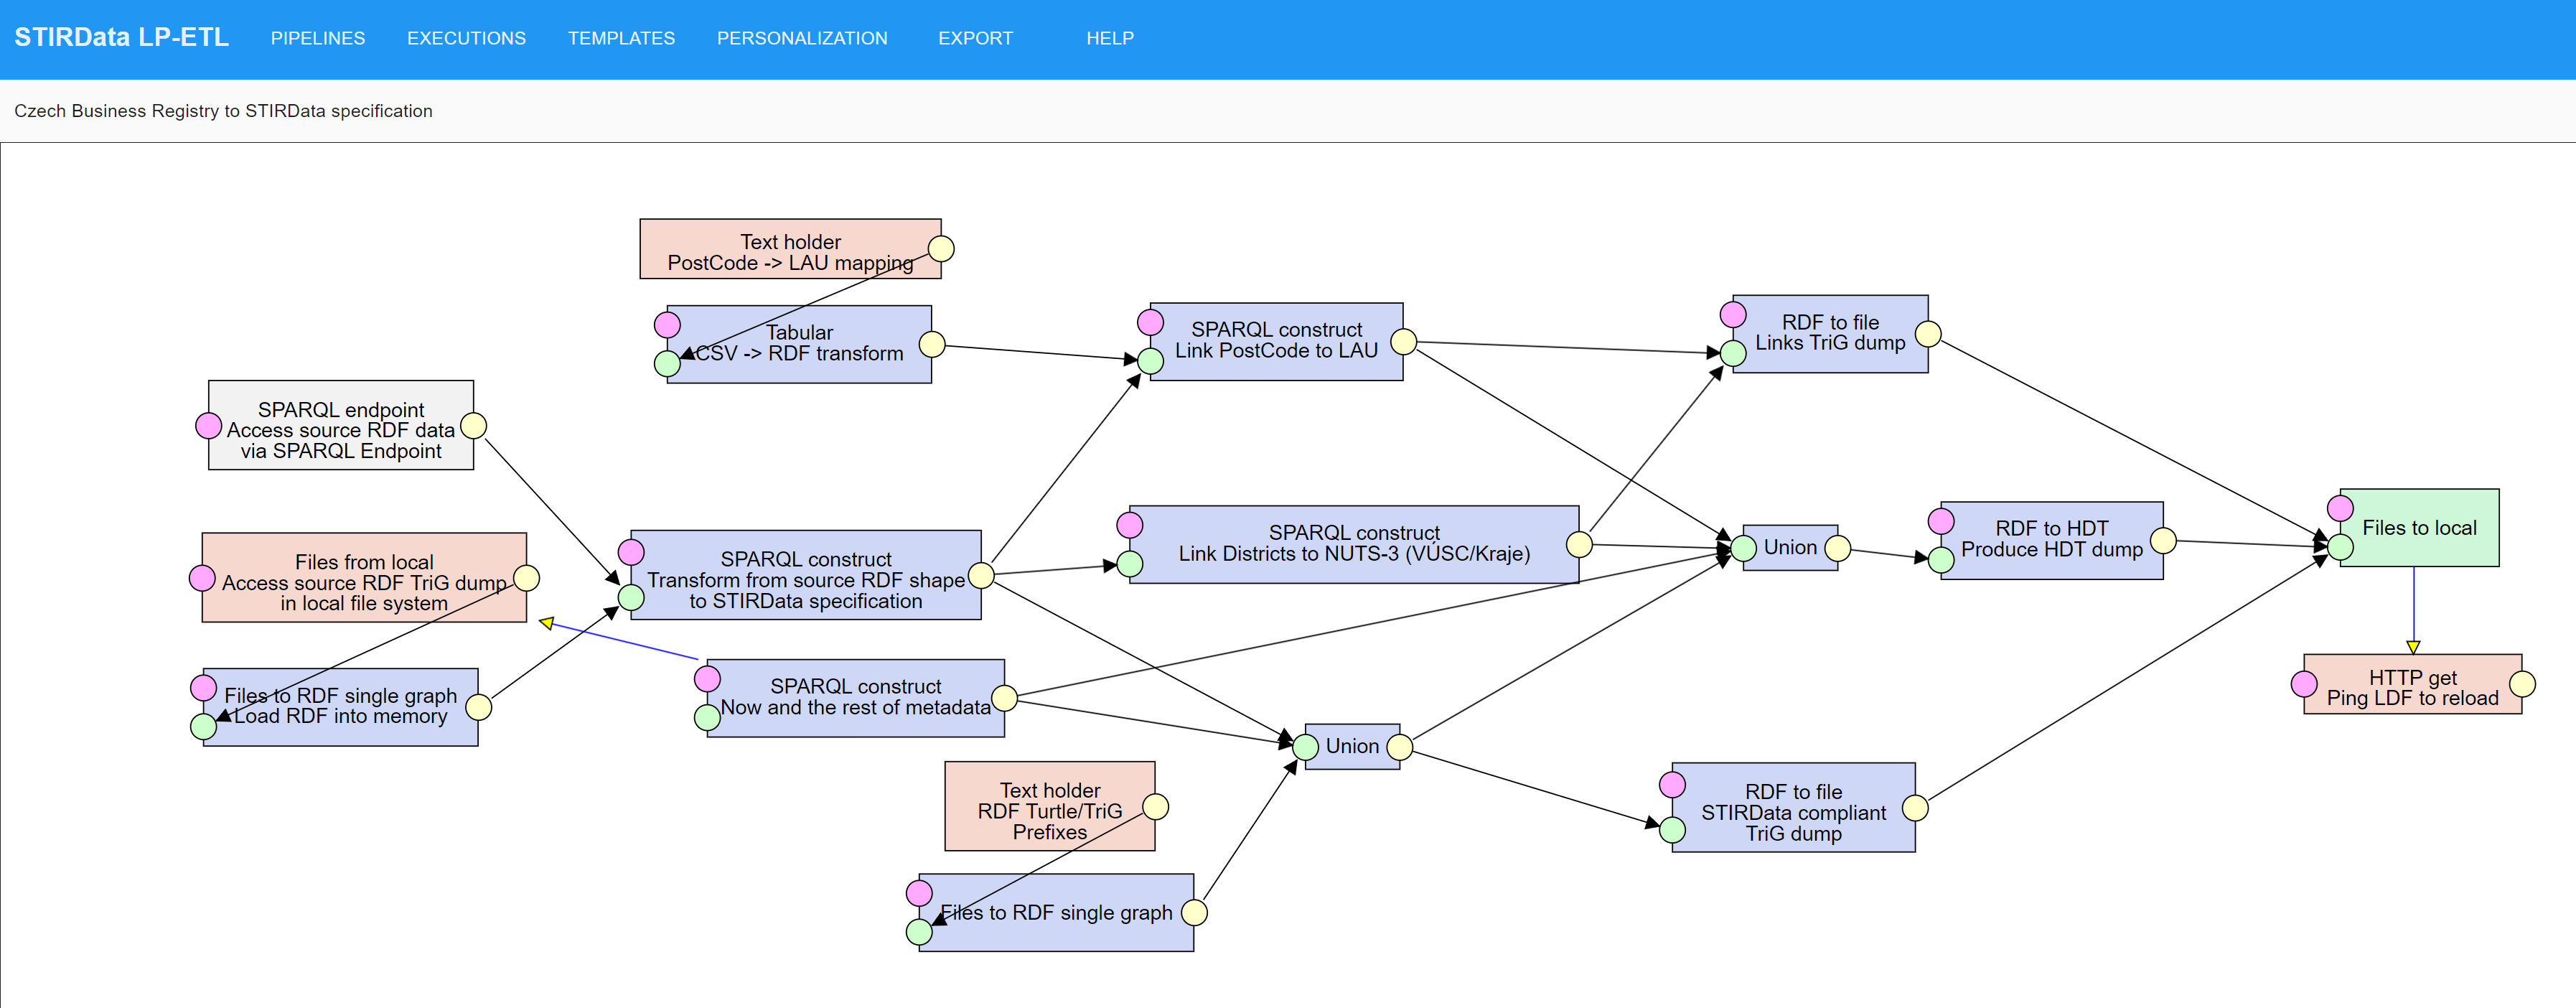 STIRData LP-ETL PIPELINES EXECUTIONS TEMPLATES PERSONALIZATION EXPORT HELP
Czech Business Registry to STIRData specification
Text holder
PostCode -> LAU mapping
Tabular
CSV -> RDF transform
SPARQL construct
Link PostCode to LAU
RDF to file
Links TriG dump
SPARQL endpoint
Access source RDF data
via SPARQL Endpoint
Files from local
Access source RDF TriG dump
in local file system
SPARQL construct
Transform from source RDF shape
to STIRData specification
SPARQL construct
Link Districts to NUTS-3 (VÚSC/Kraje)
Union
RDF to HDT
Produce HDT dump
Files to local
Files to RDF single graph
Load RDF into memory
SPARQL construct
Now and the rest of metadata
HTTP get
Ping LDF to reload
Union
Text holder
RDF Turtle/TriG
Prefixes
RDF to file
STIRData compliant
TriG dump
Files to RDF single graph